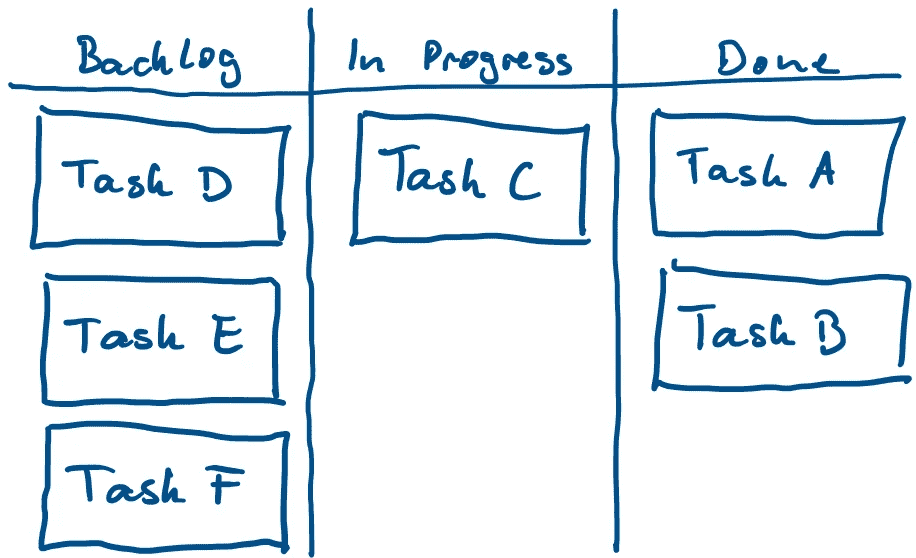 Backlog
In Progress
Done
Task D
Task E
Task F
Task C
Task A
Task B